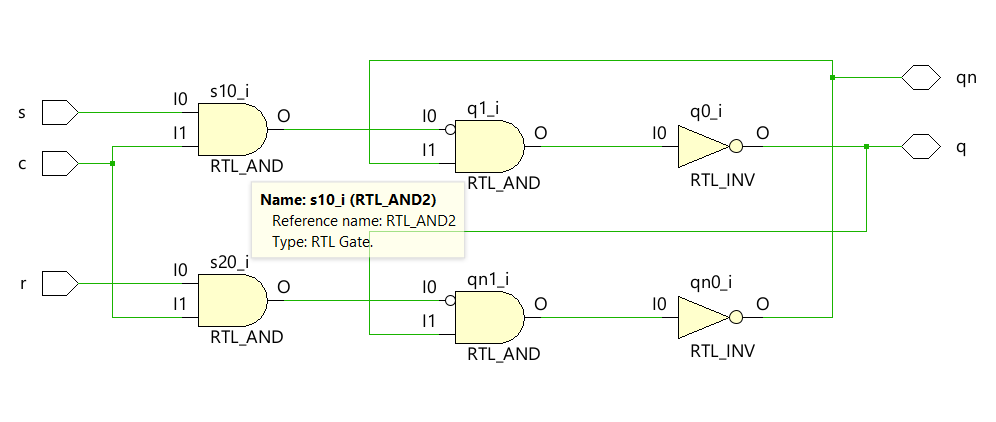 s10_i
s
I0
O
I1
RTL_AND
c
q1_i
I0
O
I1
RTL_AND
q0_i
I0
O
RTL_INV
qn
q
Name: s10_i (RTL_AND2)
Reference name: RTL_AND2
Type: RTL Gate.
s20_i
r
I0
O
I1
RTL_AND
qn1_i
I0
O
I1
RTL_AND
qn0_i
I0
O
RTL_INV